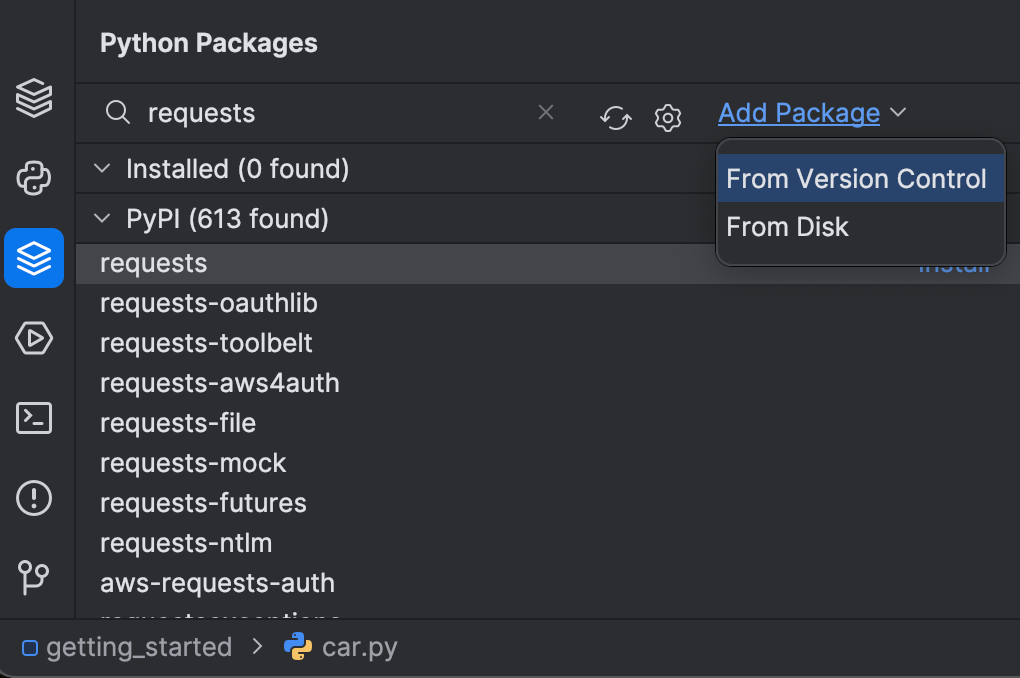 Python Packages
requests
Add Package
Installed (0 found)
From Version Control
PyPI (613 found)
From Disk
requests
Install
requests-oauthlib
requests-toolbelt
requests-aws4auth
requests-file
requests-mock
requests-futures
requests-ntlm
aws-requests-auth
getting_started
car.py